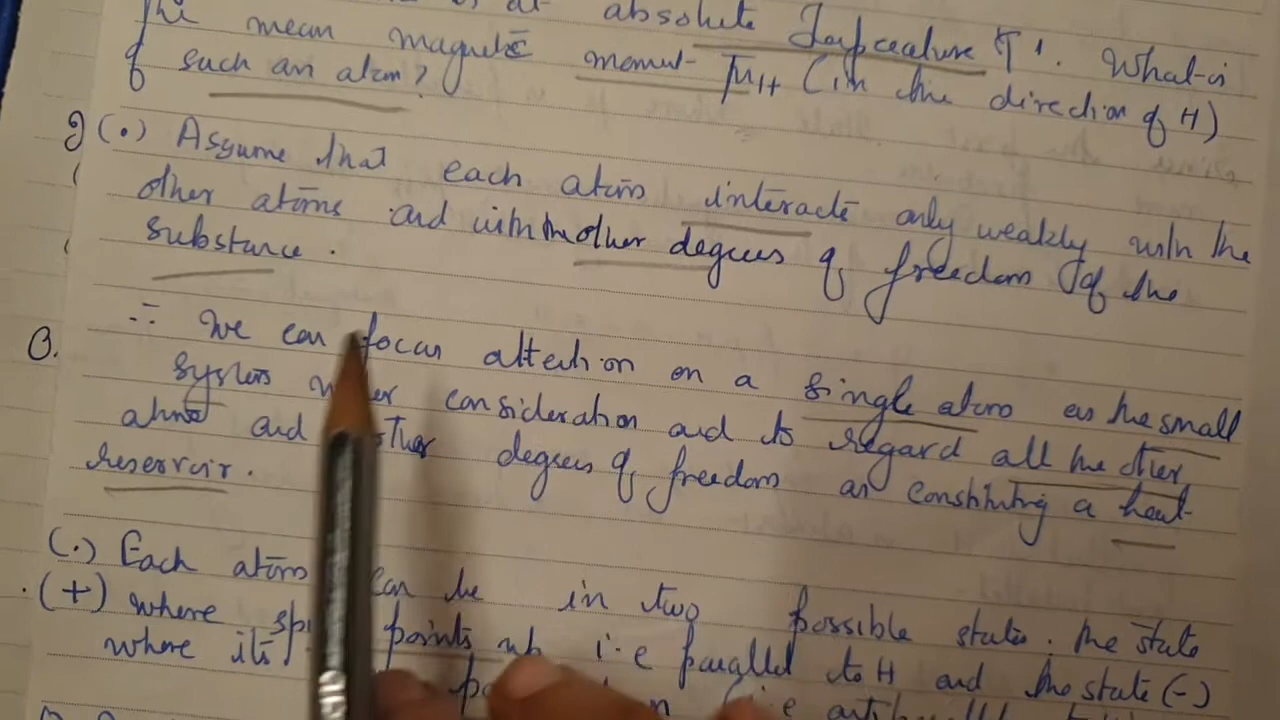 is at absolute Temperature T'. What is
The mean magnetic moment μ̄H (in the direction of H)
of such an atom?
(.) Assume that each atom interacts only weakly with the
other atoms and with the other degrees of freedom of the
substance.
∴ We can focus attention on a single atom as the small
System under consideration and to regard all the other
atoms and other degrees of freedom as constituting a heat
reservoir.
(.) Each atom can be in two possible states. The state
(+) where spin points up i.e parallel to H and the state (-)
where its